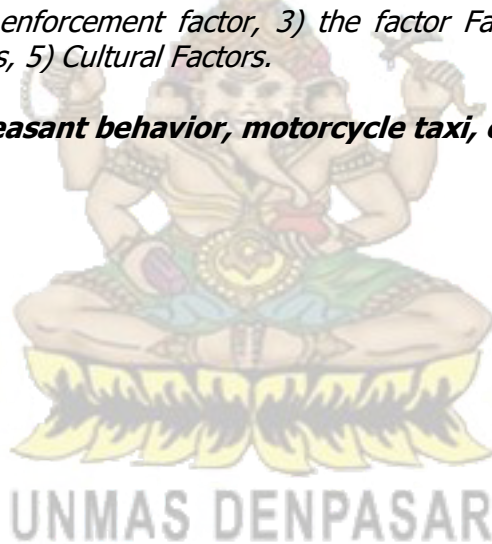 enforcement factor, 3) the factor Fa
s, 5) Cultural Factors.
easant behavior, motorcycle taxi,
UNMAS DENPASAR